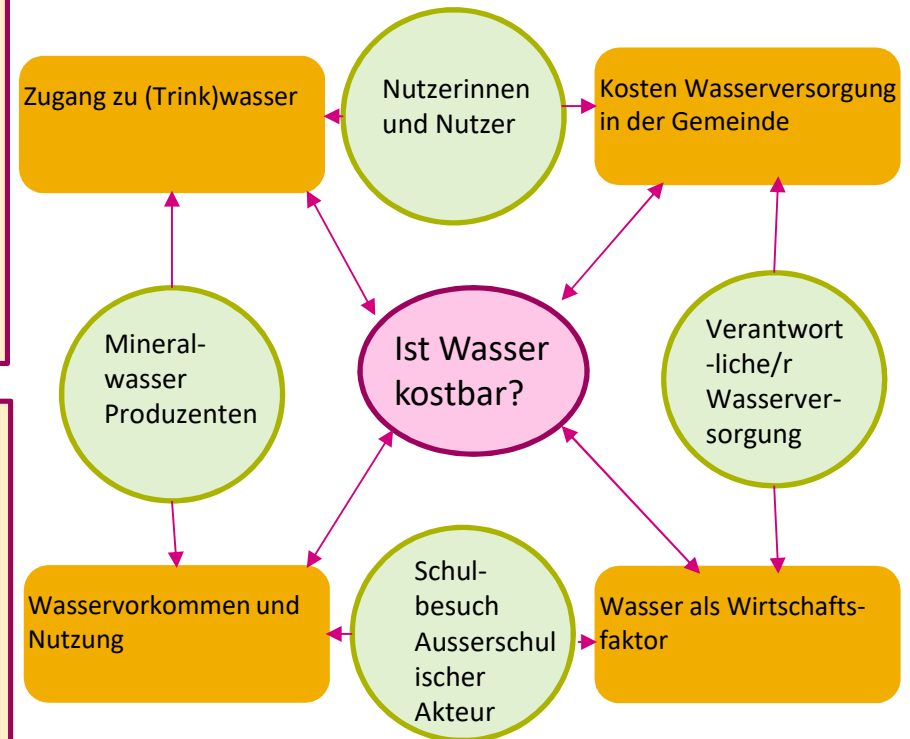 Zugang zu (Trink)wasser
Nutzerinnen
und Nutzer
Kosten Wasserversorgung
in der Gemeinde
Mineral-
wasser
Produzenten
Ist Wasser
kostbar?
Verantwort
-liche/r
Wasserver-
sorgung
Wasservorkommen und
Nutzung
Schul-
besuch
Ausserschul
ischer
Akteur
Wasser als Wirtschafts-
faktor